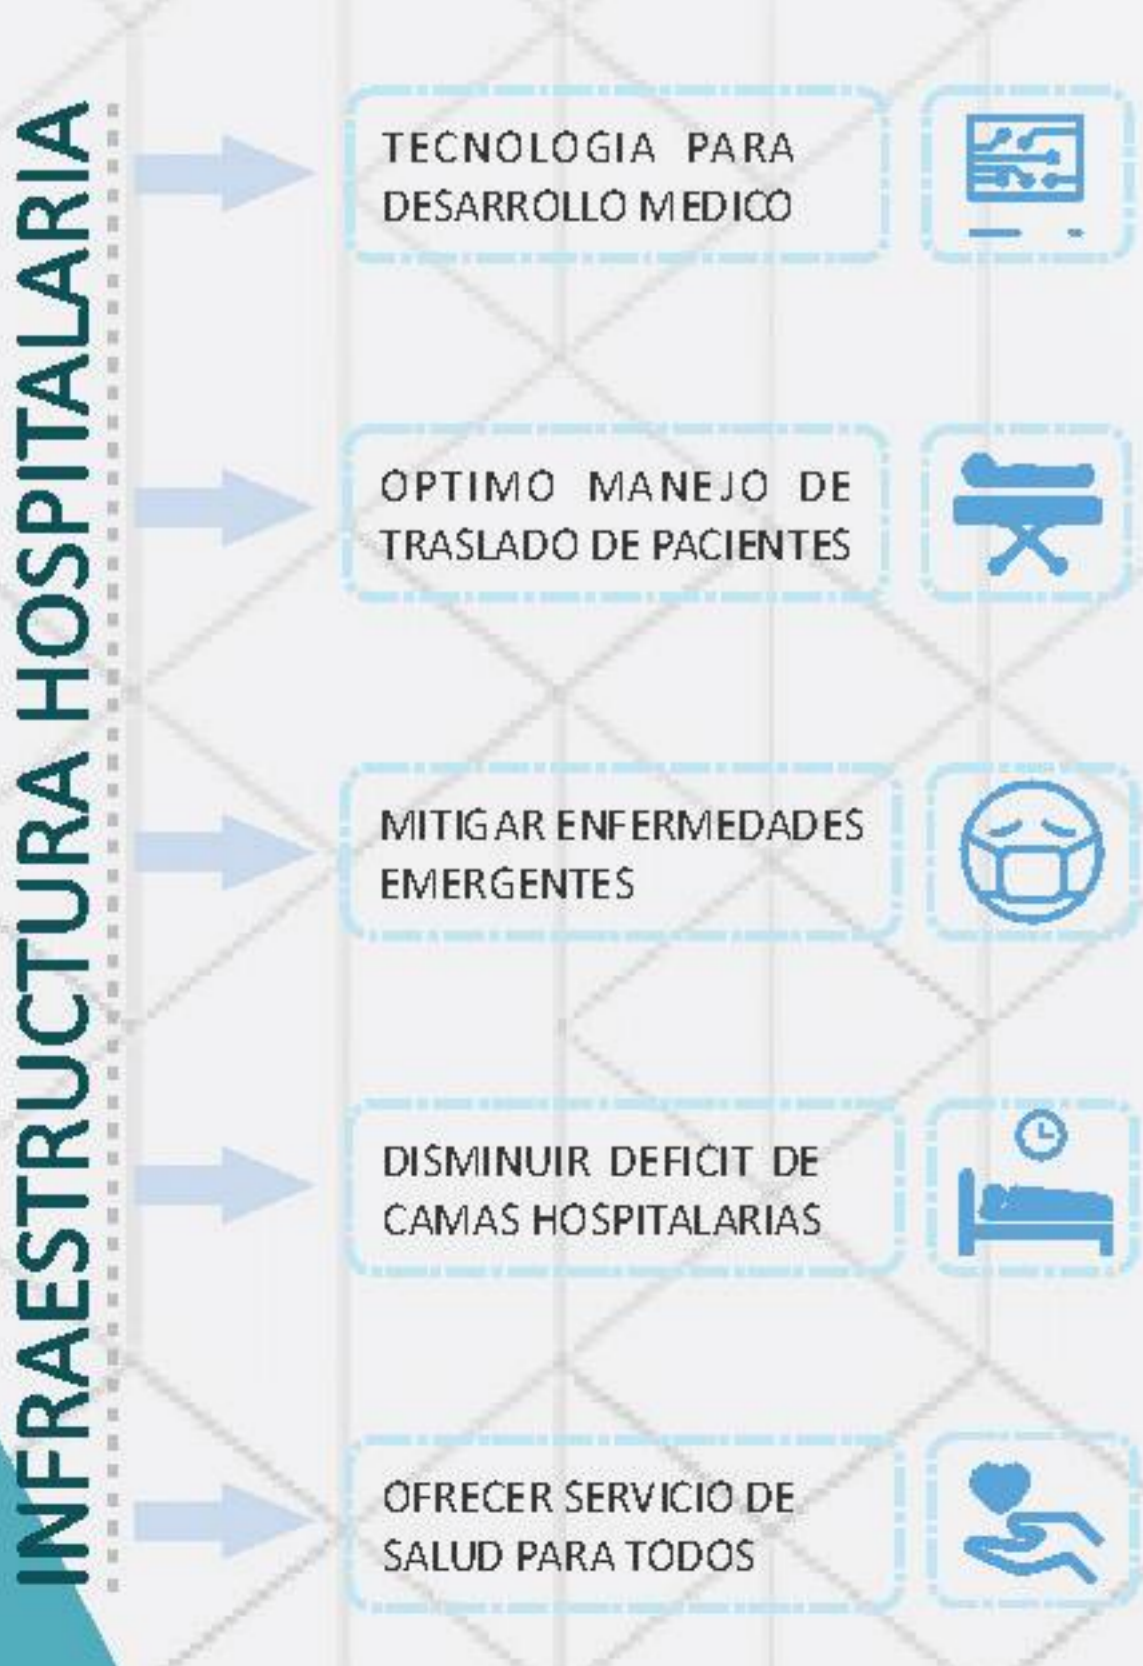 INFRAESTRUCTURA HOSPITALARIA
TECNOLOGIA PARA
DESARROLLO MEDICO
OPTIMO MANEJO DE
TRASLADO DE PACIENTES
MITIGAR ENFERMEDADES
EMERGENTES
DISMINUIR DEFICIT DE
CAMAS HOSPITALARIAS
OFRECER SERVICIO DE
SALUD PARA TODOS